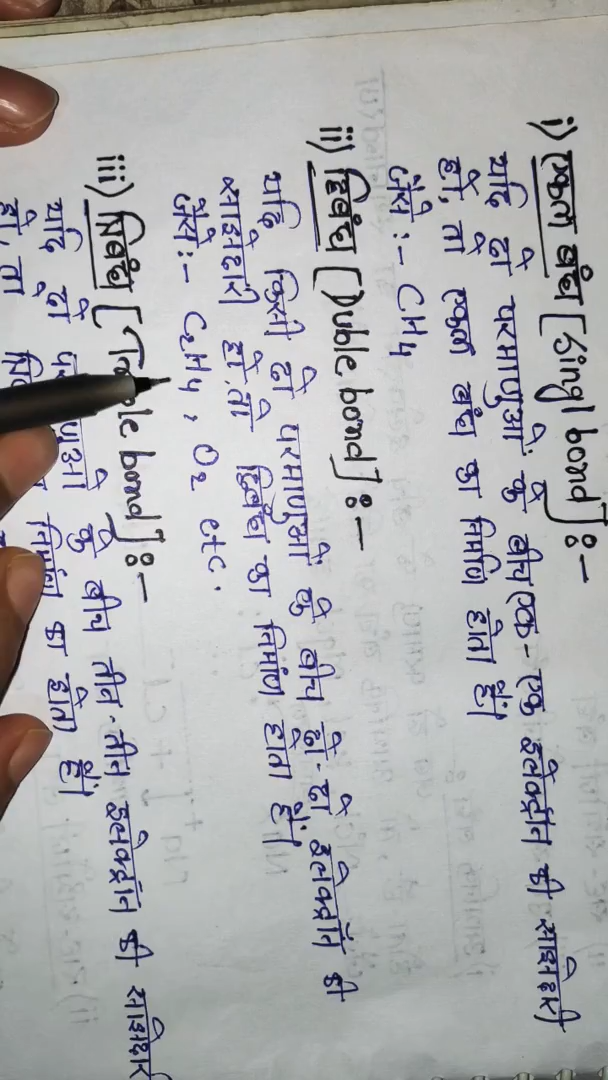 i) एकल बंध [Singl bond]:-
यदि दो परमाणुओं के बीच एक-एक इलेक्ट्रॉन की साझेदारी
हो, तो एकल बंध का निर्माण होता हैं।
जैसे:- CH4
ii) द्विबंध [Duble bond]:-
यदि किसी दो परमाणुओं के बीच दो-दो इलेक्ट्रॉन की
साझेदारी हो,तो द्विबंध का निर्माण होता हैं।
जैसे:- C2H4, O2 etc.
iii) त्रिबंध [ bond]:-
यदि दो के बीच तीन-तीन इलेक्ट्रॉन की साझेदारी
हो, तो निर्माण का होता हैं।